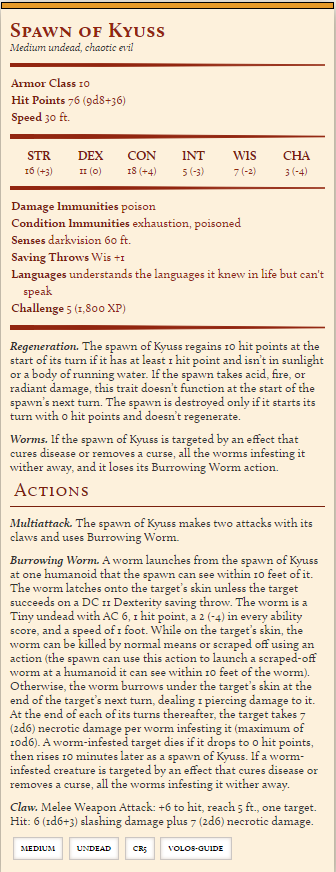 Spawn of Kyuss
Medium undead, chaotic evil
Armor Class 10
Hit Points 76 (9d8+36)
Speed 30 ft.
STR DEX CON INT WIS CHA
16 (+3) 11 (0) 18 (+4) 5 (-3) 7 (-2) 3 (-4)
Damage Immunities poison
Condition Immunities exhaustion, poisoned
Senses darkvision 60 ft.
Saving Throws Wis +1
Languages understands the languages it knew in life but can't
speak
Challenge 5 (1,800 XP)
Regeneration. The spawn of Kyuss regains 10 hit points at the
start of its turn if it has at least 1 hit point and isn't in sunlight
or a body of running water. If the spawn takes acid, fire, or
radiant damage, this trait doesn't function at the start of the
spawn's next turn. The spawn is destroyed only if it starts its
turn with 0 hit points and doesn't regenerate.
Worms. If the spawn of Kyuss is targeted by an effect that
cures disease or removes a curse, all the worms infesting it
wither away, and it loses its Burrowing Worm action.
Actions
Multiattack. The spawn of Kyuss makes two attacks with its
claws and uses Burrowing Worm.
Burrowing Worm. A worm launches from the spawn of Kyuss
at one humanoid that the spawn can see within 10 feet of it.
The worm latches onto the target's skin unless the target
succeeds on a DC 11 Dexterity saving throw. The worm is a
Tiny undead with AC 6, 1 hit point, a 2 (-4) in every ability
score, and a speed of 1 foot. While on the target's skin, the
worm can be killed by normal means or scraped off using an
action (the spawn can use this action to launch a scraped-off
worm at a humanoid it can see within 10 feet of the worm).
Otherwise, the worm burrows under the target's skin at the
end of the target's next turn, dealing 1 piercing damage to it.
At the end of each of its turns thereafter, the target takes 7
(2d6) necrotic damage per worm infesting it (maximum of
10d6). A worm-infested target dies if it drops to 0 hit points,
then rises 10 minutes later as a spawn of Kyuss. If a worm-
infested creature is targeted by an effect that cures disease or
removes a curse, all the worms infesting it wither away.
Claw. Melee Weapon Attack: +6 to hit, reach 5 ft., one target.
Hit: 6 (1d6+3) slashing damage plus 7 (2d6) necrotic damage.
MEDIUM UNDEAD CR5 VOLOS-GUIDE